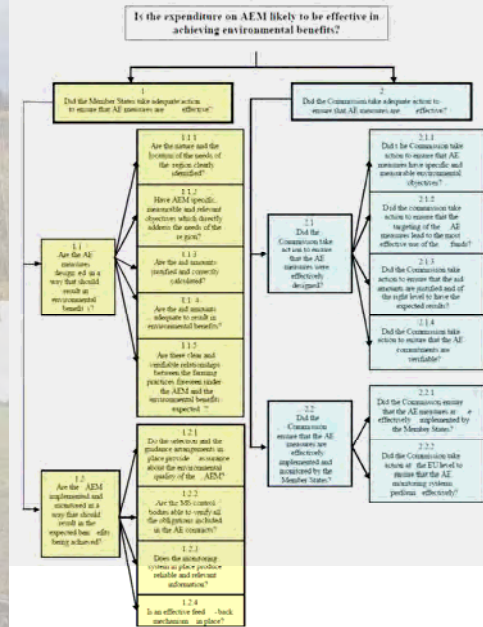 Is the expenditure on AEM likely to be effective in
achieving environmental benefits?
1
Did the Member States take adequate action
to ensure that AE measures are effective?
2
Did the Commission take adequate action to
ensure that AE measures are effective?
1.1
Are the AE
measures
designed in a
way that should
result in
environmental
benefits?
1.1.1
Are the nature and the
location of the needs of
the region clearly
identified?
1.1.2
Have AEM specific,
measurable and relevant
objectives which directly
address the needs of the
region?
1.1.3
Are the aid amounts
justified and correctly
calculated?
1.1.4
Are the aid amounts
adequate to result in
environmental benefits?
1.1.5
Are there clear and
verifiable relationships
between the farming
practices foreseen under
the AEM and the
environmental benefits
expected?
1.2
Are the AEM
implemented and
monitored in a
way that should
result in the
expected benefits
being achieved?
1.2.1
Do the selection and the
guidance arrangements in
place provide assurance
about the environmental
quality of the AEM?
1.2.2
Are the MS control
bodies able to verify all
the obligations included
in the AE contracts?
1.2.3
Does the monitoring
system in place produce
reliable and relevant
information?
1.2.4
Is an effective feed-back
mechanism in place?
2.1
Did the
Commission take
action to ensure
that the AE
measures were
effectively
designed?
2.1.1
Did the Commission take
action to ensure that AE
measures have specific and
measurable environmental
objectives?
2.1.2
Did the commission take
action to ensure that the
targeting of the AE
measures lead to the most
effective use of the funds?
2.1.3
Did the Commission take
action to ensure that the aid
amounts are justified and of
the right level to have the
expected results?
2.1.4
Did the Commission take
action to ensure that the AE
commitments are
verifiable?
2.2
Did the
Commission
ensure that the AE
measures are
effectively
implemented and
monitored by the
Member States?
2.2.1
Did the Commission ensure
that the AE measures are
effectively implemented by
the Member States?
2.2.2
Did the Commission take
action at the EU level to
ensure that the AE
monitoring systems
perform effectively?